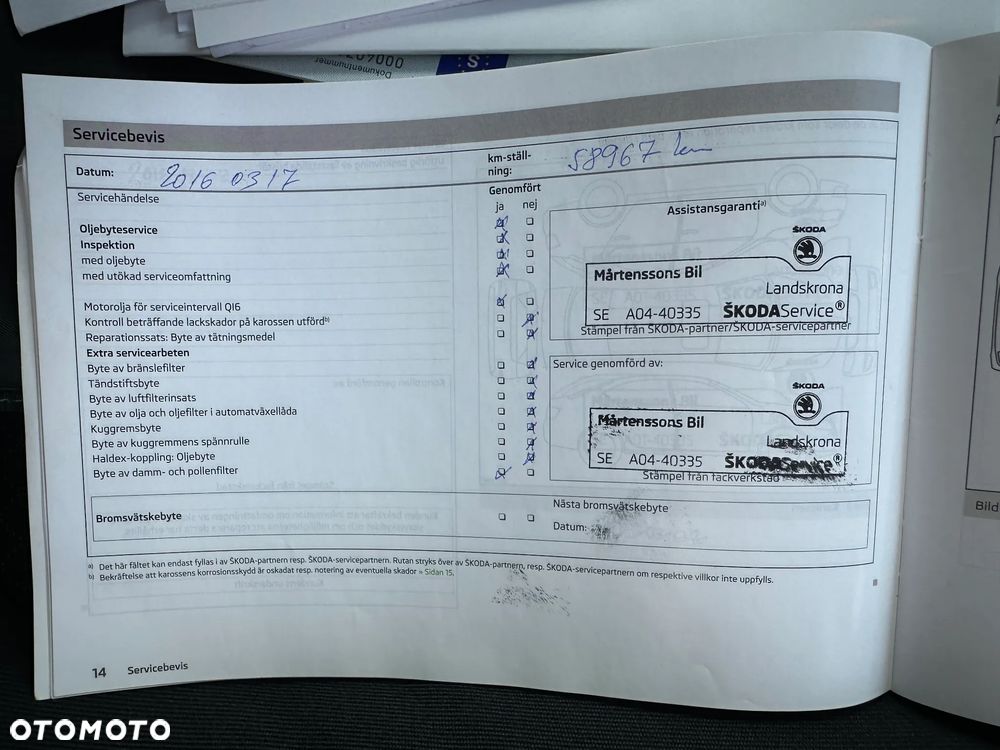 000607
Dokumentnummer
S
Servicebevis
Datum: 2016 03 17
km-ställ-
ning: 58967 km
Servicehändelse
Genomfört
ja nej
Oljebyteservice
Inspektion
med oljebyte
med utökad serviceomfattning
Motorolja för serviceintervall QI6
Kontroll beträffande lackskador på karossen utförd b)
Reparationssats: Byte av tätningsmedel
Extra servicearbeten
Byte av bränslefilter
Tändstiftsbyte
Byte av luftfilterinsats
Byte av olja och oljefilter i automatväxellåda
Kuggremsbyte
Byte av kuggremmens spännrulle
Haldex-koppling: Oljebyte
Byte av damm- och pollenfilter
Assistansgaranti a)
ŠKODA
Mårtenssons Bil
Landskrona
SE A04-40335 ŠKODAService®
Stämpel från ŠKODA-partner/ŠKODA-servicepartner
Service genomförd av:
ŠKODA
Mårtenssons Bil
Landskrona
SE A04-40335 ŠKODAService®
Stämpel från fackverkstad
Bromsvätskebyte
Nästa bromsvätskebyte
Datum:
a) Det här fältet kan endast fyllas i av ŠKODA-partnern resp. ŠKODA-servicepartnern. Rutan stryks över av ŠKODA-partnern, resp. ŠKODA-servicepartnern om respektive villkor inte uppfylls.
b) Bekräftelse att karossens korrosionsskydd är oskadat resp. notering av eventuella skador » Sidan 15.
14 Servicebevis
Bild
OTOMOTO